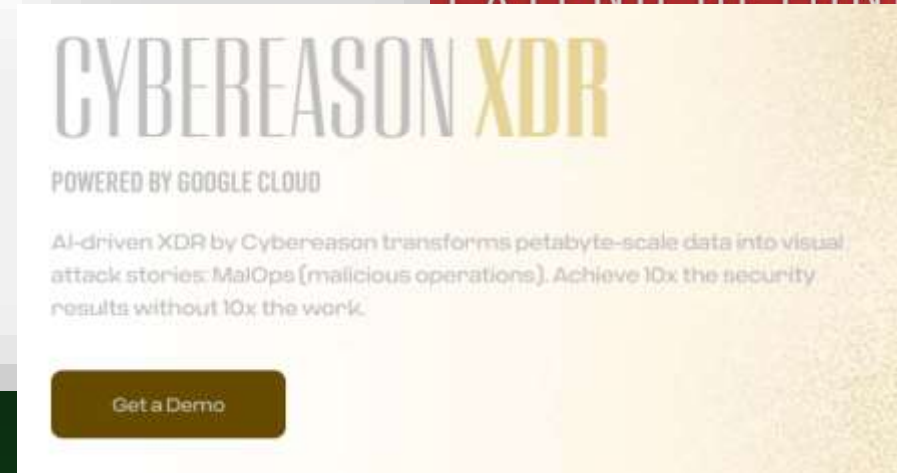 CYBEREASON XDR
POWERED BY GOOGLE CLOUD
AI-driven XDR by Cybereason transforms petabyte-scale data into visual
attack stories: MalOps (malicious operations). Achieve 10x the security
results without 10x the work.
Get a Demo